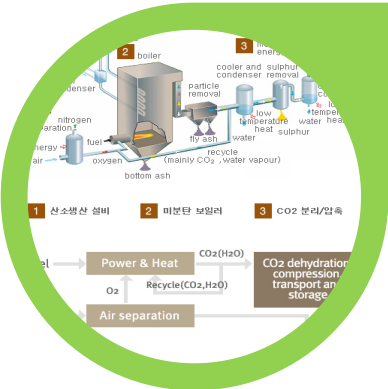 2 boiler
3
energy
cooler and sulphur
condenser removal
particle
removal
nitrogen
fuel
air
oxygen
fly ash
water
low
temperature
heat
sulphur
water
heat
recycle
(mainly CO₂ ,water vapour)
bottom ash
1 산소생산 설비
2 미분탄 보일러
3 CO2 분리/압축
Power & Heat
CO2(H2O)
CO2 dehydration
compression
transport and
storage
O2
Recycle(CO2,H2O)
Air separation